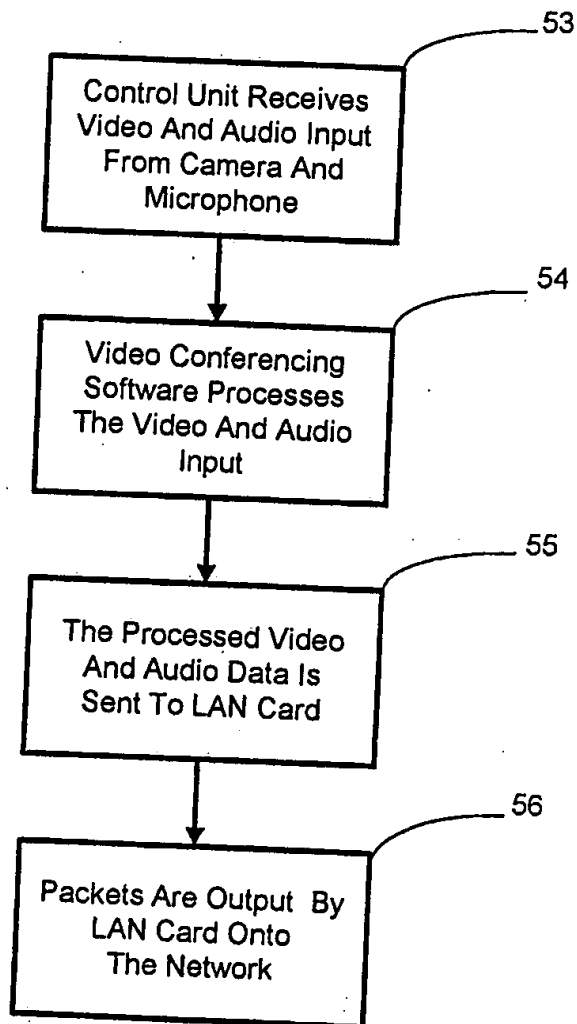 53
Control Unit Receives
Video And Audio Input
From Camera And
Microphone
54
Video Conferencing
Software Processes
The Video And Audio
Input
55
The Processed Video
And Audio Data Is
Sent To LAN Card
56
Packets Are Output By
LAN Card Onto
The Network